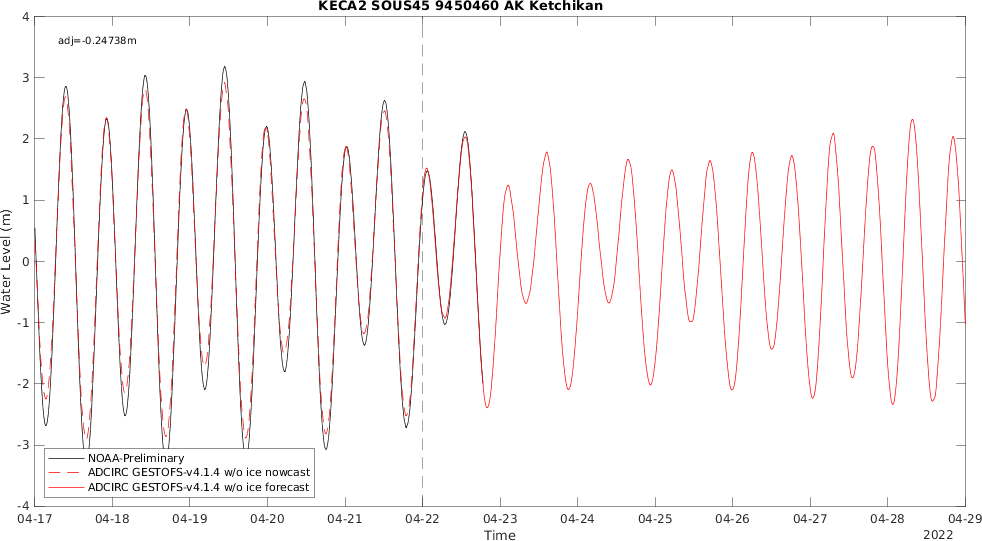 KECA2 SOUS45 9450460 AK Ketchikan
adj=-0.24738m
4
3
2
1
0
-1
-2
-3
-4
Water Level (m)
NOAA-Preliminary
ADCIRC GESTOFS-v4.1.4 w/o ice nowcast
ADCIRC GESTOFS-v4.1.4 w/o ice forecast
04-17 04-18 04-19 04-20 04-21 04-22 04-23 04-24 04-25 04-26 04-27 04-28 04-29
Time
2022